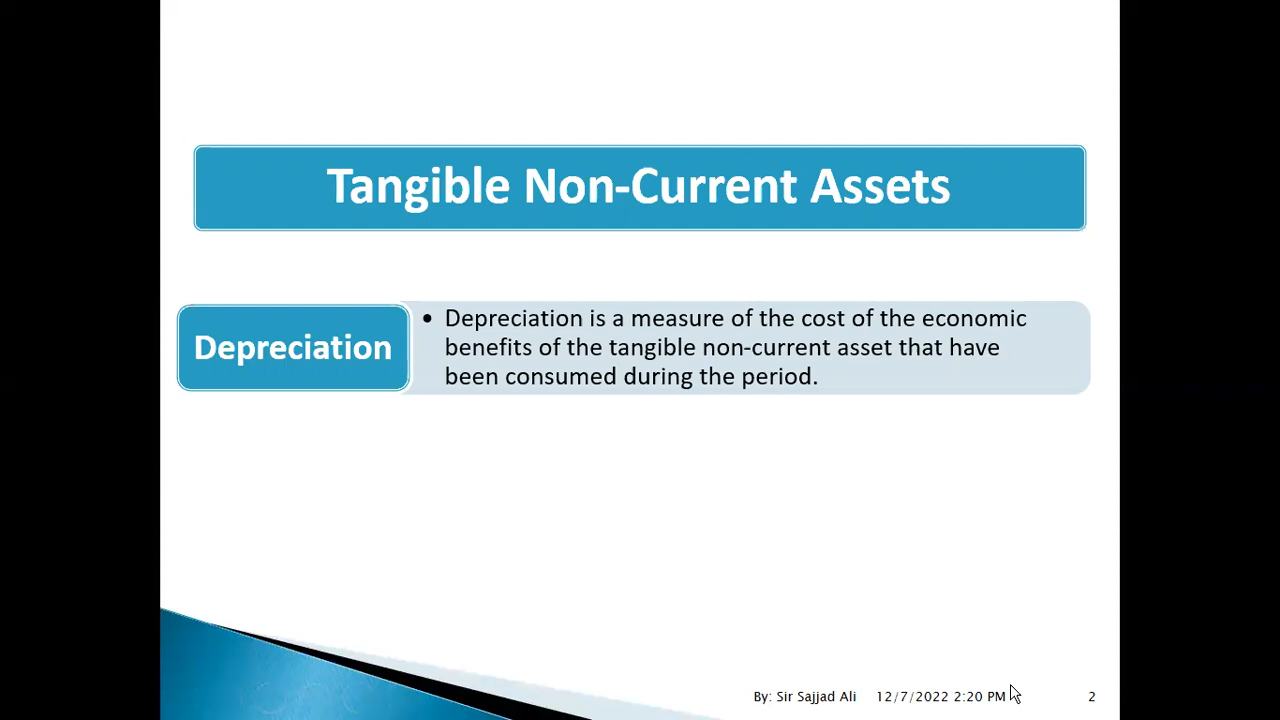 Tangible Non-Current Assets
Depreciation
• Depreciation is a measure of the cost of the economic
benefits of the tangible non-current asset that have
been consumed during the period.
By: Sir Sajjad Ali 12/7/2022 2:20 PM 2